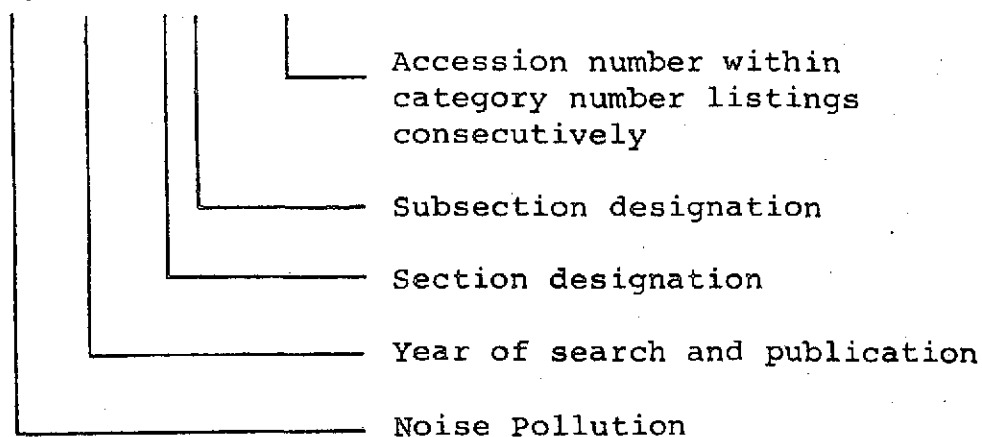 Accession number within
category number listings
consecutively
Subsection designation
Section designation
Year of search and publication
Noise Pollution